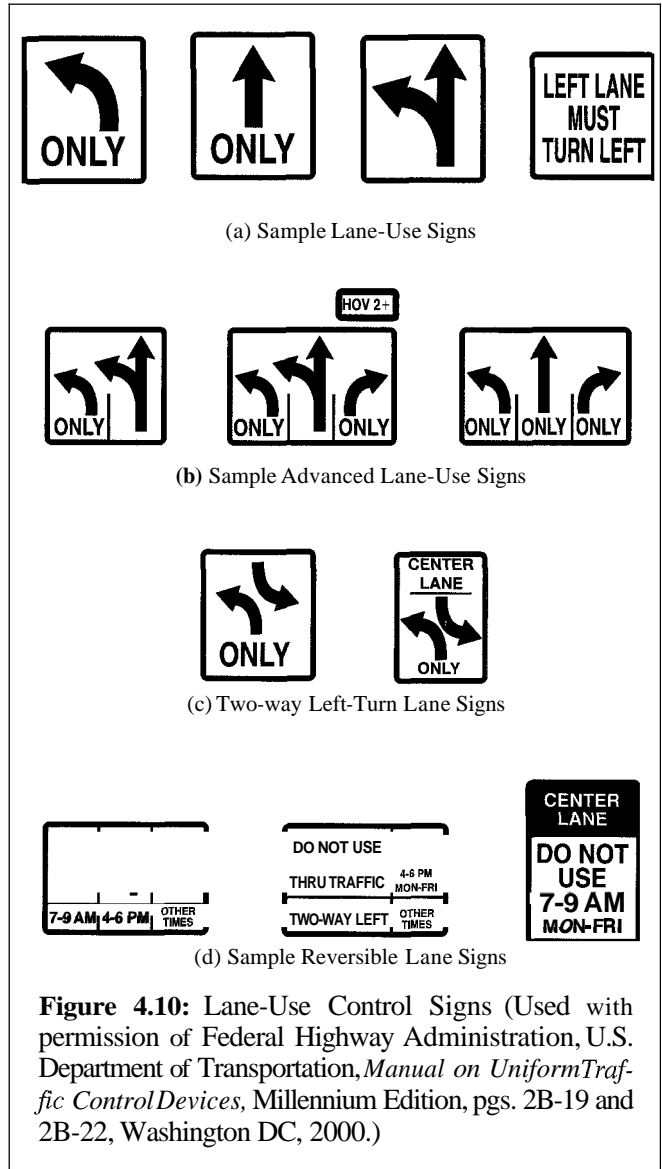 ONLY
ONLY
LEFT LANE
MUST
TURN LEFT
(a) Sample Lane-Use Signs
HOV 2+
ONLY
ONLY ONLY
ONLY ONLY ONLY
(b) Sample Advanced Lane-Use Signs
ONLY
CENTER
LANE
ONLY
(c) Two-way Left-Turn Lane Signs
7-9 AM 4-6 PM OTHER
TIMES
DO NOT USE
THRU TRAFFIC 4-6 PM
MON-FRI
TWO-WAY LEFT OTHER
TIMES
CENTER
LANE
DO NOT
USE
7-9 AM
MON-FRI
(d) Sample Reversible Lane Signs
Figure 4.10: Lane-Use Control Signs (Used with
permission of Federal Highway Administration, U.S.
Department of Transportation, Manual on UniformTraf-
fic ControlDevices, Millennium Edition, pgs. 2B-19 and
2B-22, Washington DC, 2000.)